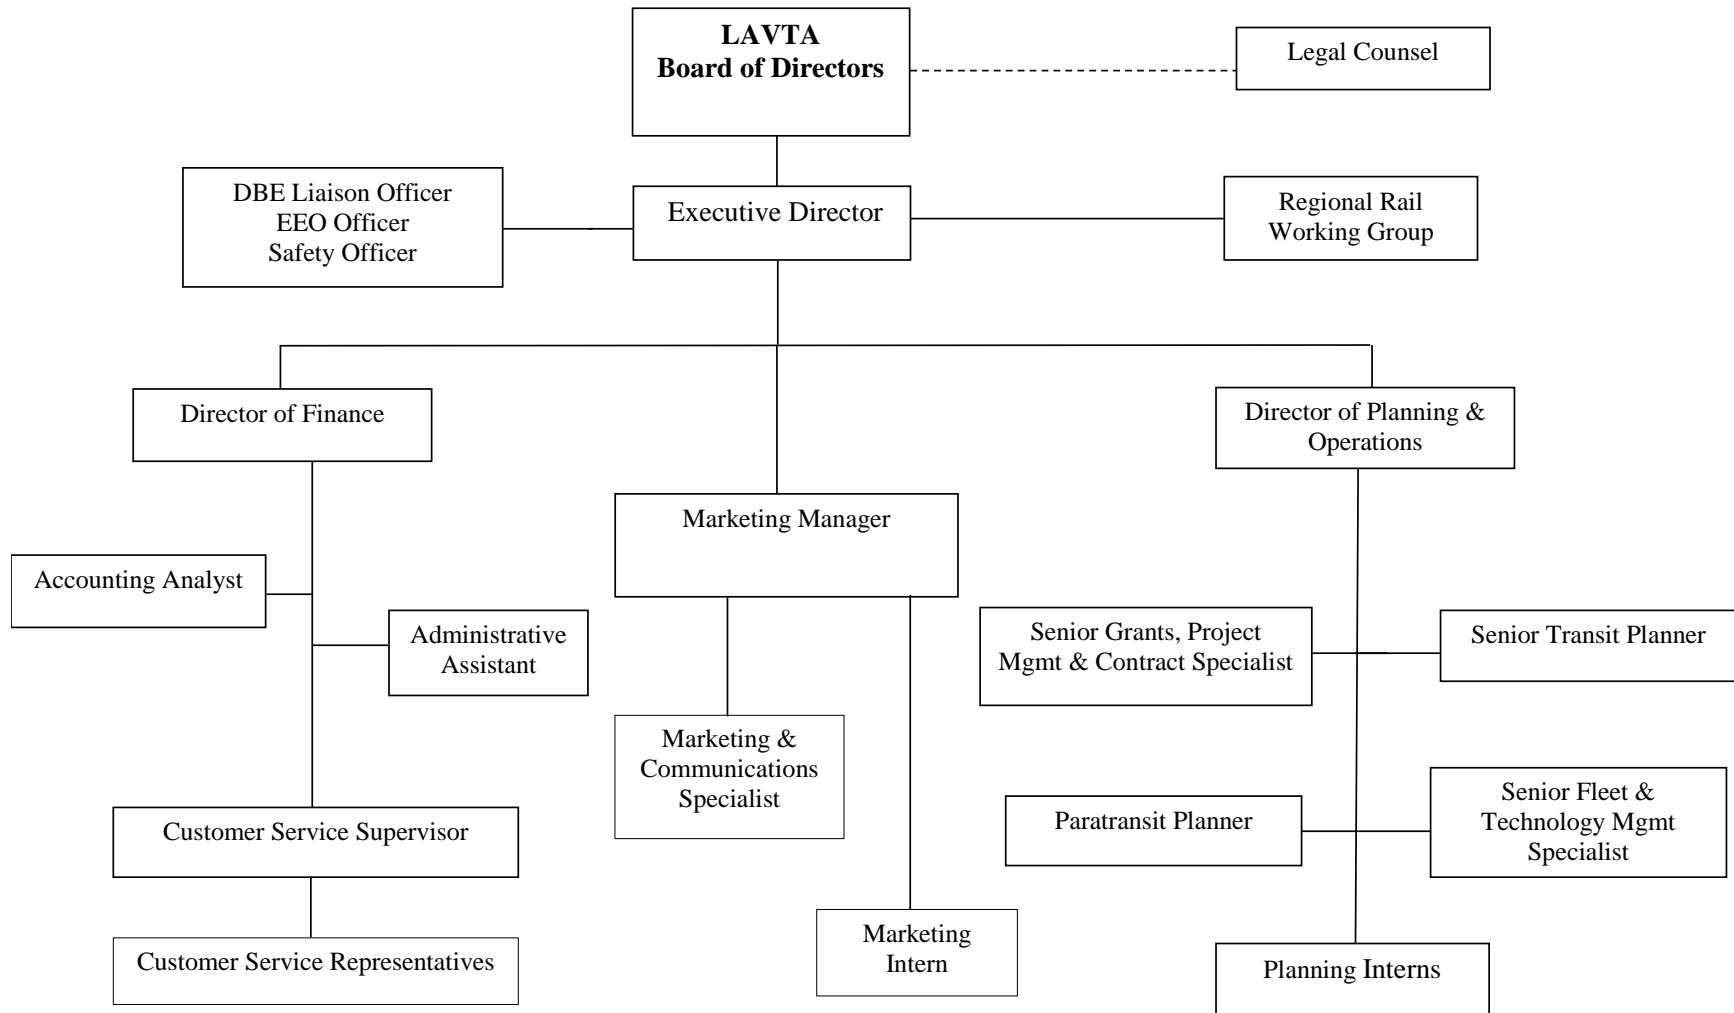 LAVTA
Board of Directors
Legal Counsel
DBE Liaison Officer
EEO Officer
Safety Officer
Executive Director
Regional Rail
Working Group
Director of Finance
Director of Planning &
Operations
Marketing Manager
Accounting Analyst
Administrative
Assistant
Senior Grants, Project
Mgmt & Contract Specialist
Senior Transit Planner
Marketing &
Communications
Specialist
Customer Service Supervisor
Paratransit Planner
Senior Fleet &
Technology Mgmt
Specialist
Customer Service Representatives
Marketing
Intern
Planning Interns